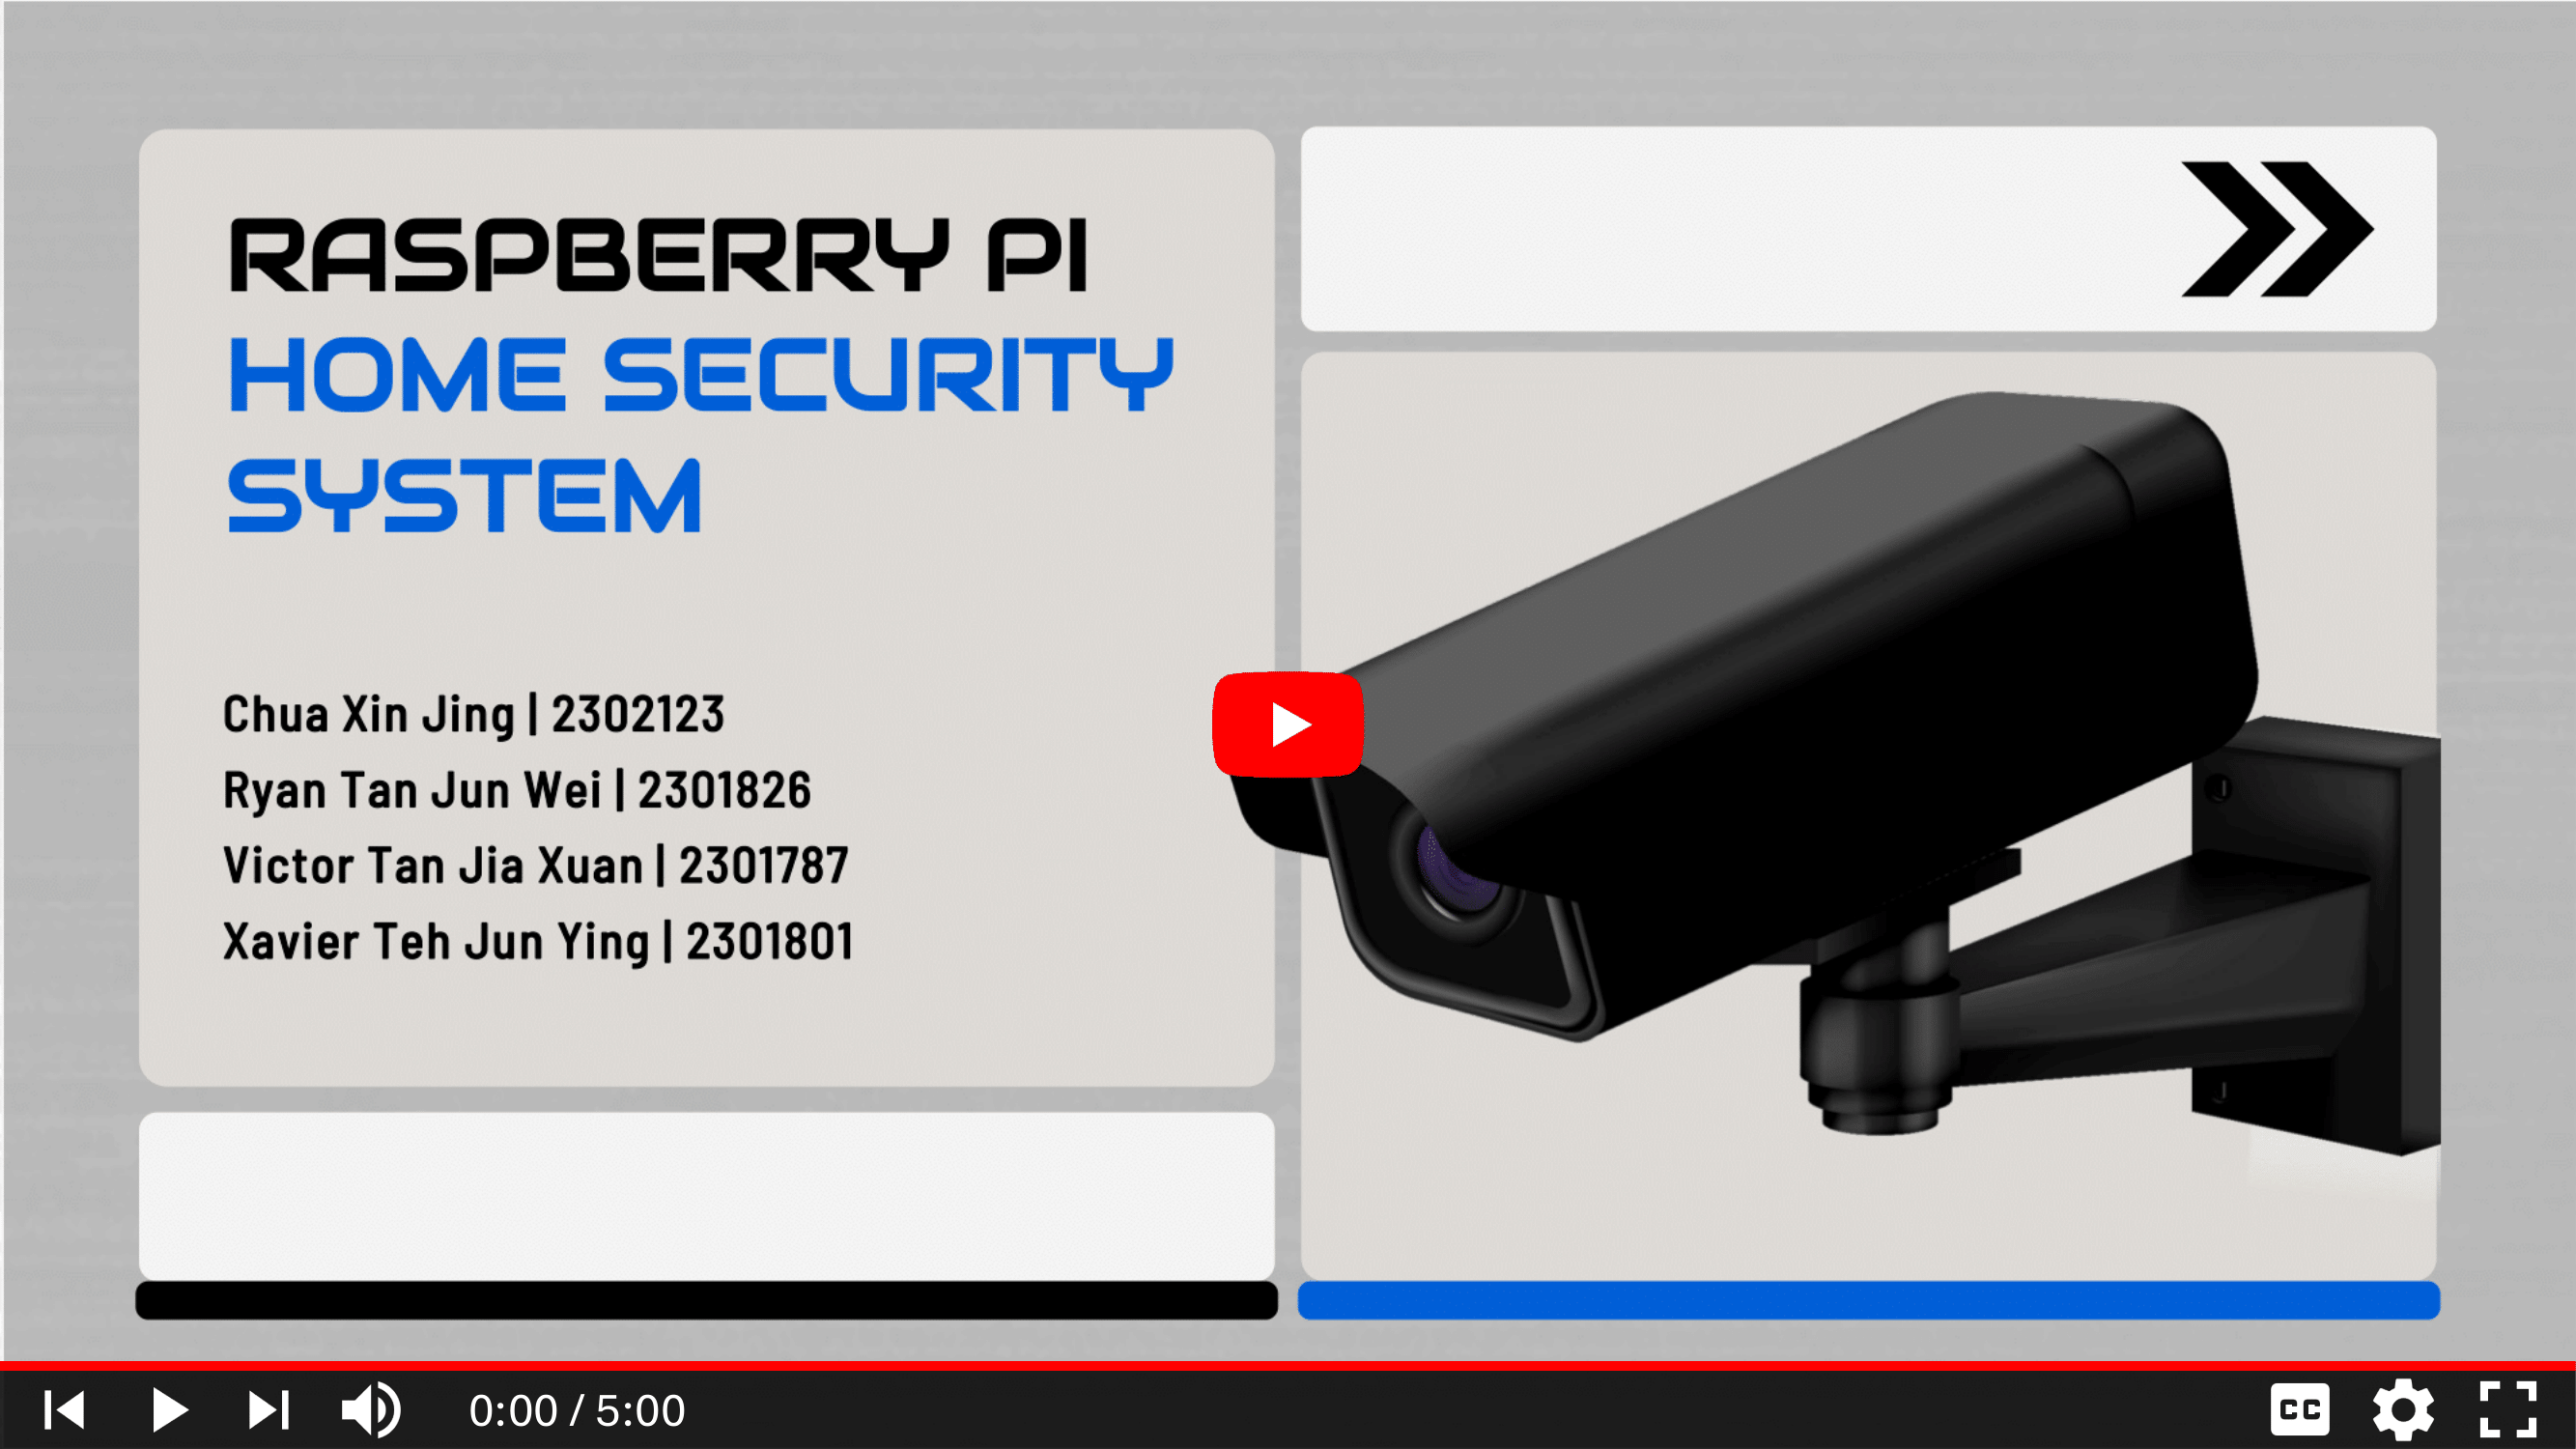 RASPBERRY PI
HOME SECURITY
SYSTEM
Chua Xin Jing | 2302123
Ryan Tan Jun Wei | 2301826
Victor Tan Jia Xuan | 2301787
Xavier Teh Jun Ying | 2301801
0:00 / 5:00
CC